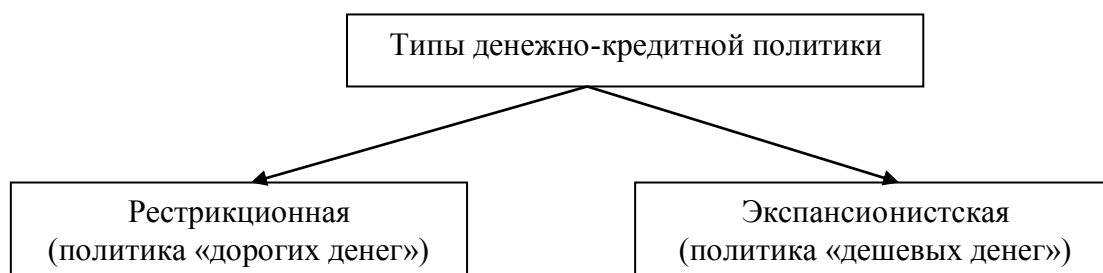 Типы денежно-кредитной политики
Рестрикционная
(политика «дорогих денег»)
Экспансионистская
(политика «дешевых денег»)